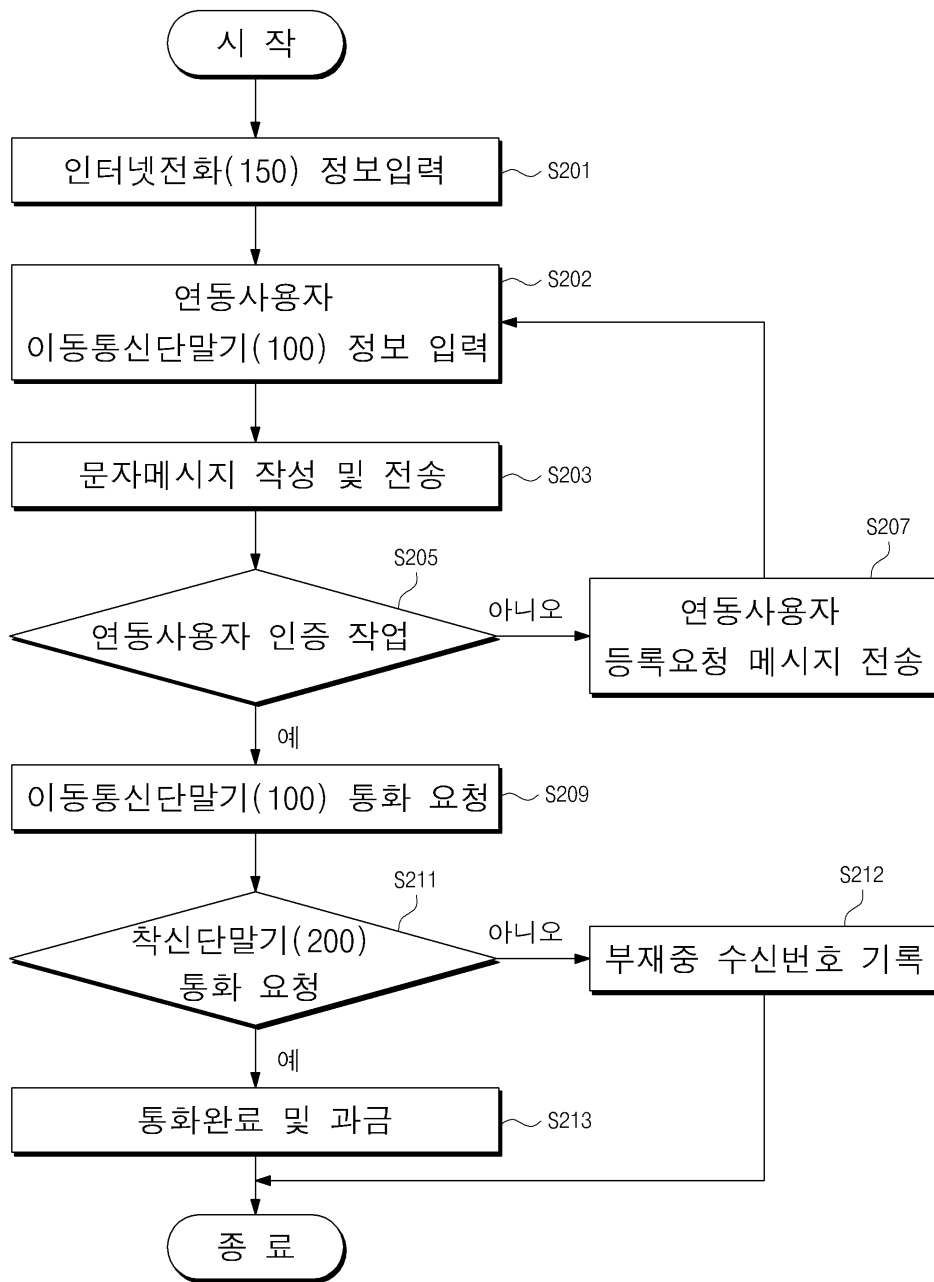 시 작
인터넷전화(150) 정보입력
S201
연동사용자
이동통신단말기(100) 정보 입력
S202
문자메시지 작성 및 전송
S203
연동사용자 인증 작업
S205
아니오
연동사용자
등록요청 메시지 전송
S207
예
이동통신단말기(100) 통화 요청
S209
착신단말기(200)
통화 요청
S211
아니오
부재중 수신번호 기록
S212
예
통화완료 및 과금
S213
종 료